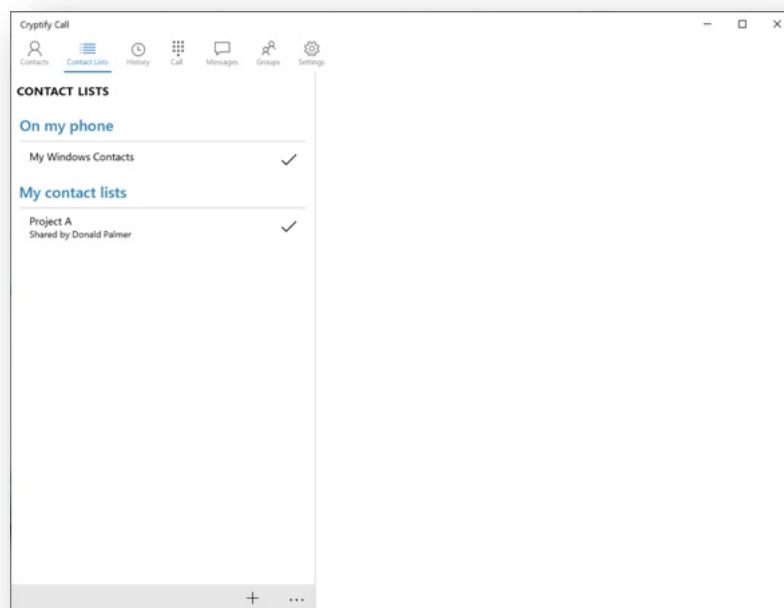 Cryptify Call
Contacts Contact Lists History Call Messages Groups Settings
CONTACT LISTS
On my phone
My Windows Contacts
My contact lists
Project A
Shared by Donald Palmer